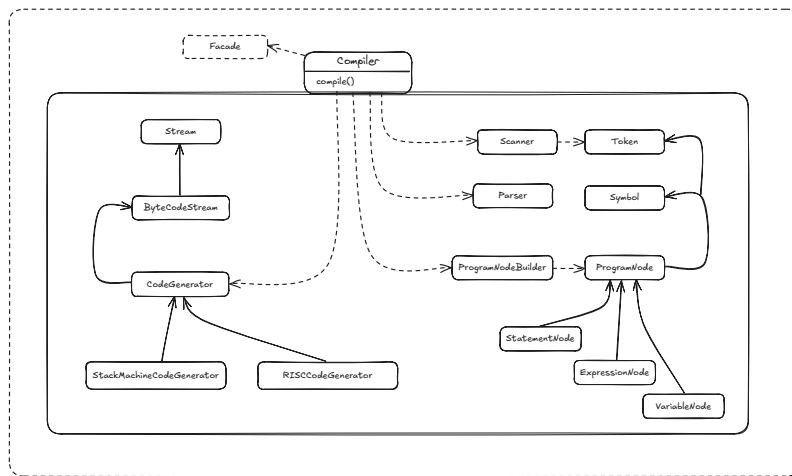 Facade
Compiler
compile()
Stream
Scanner
Token
ByteCodeStream
Parser
Symbol
CodeGenerator
ProgramNodeBuilder
ProgramNode
StatementNode
StackMachineCodeGenerator
RISCCodeGenerator
ExpressionNode
VariableNode